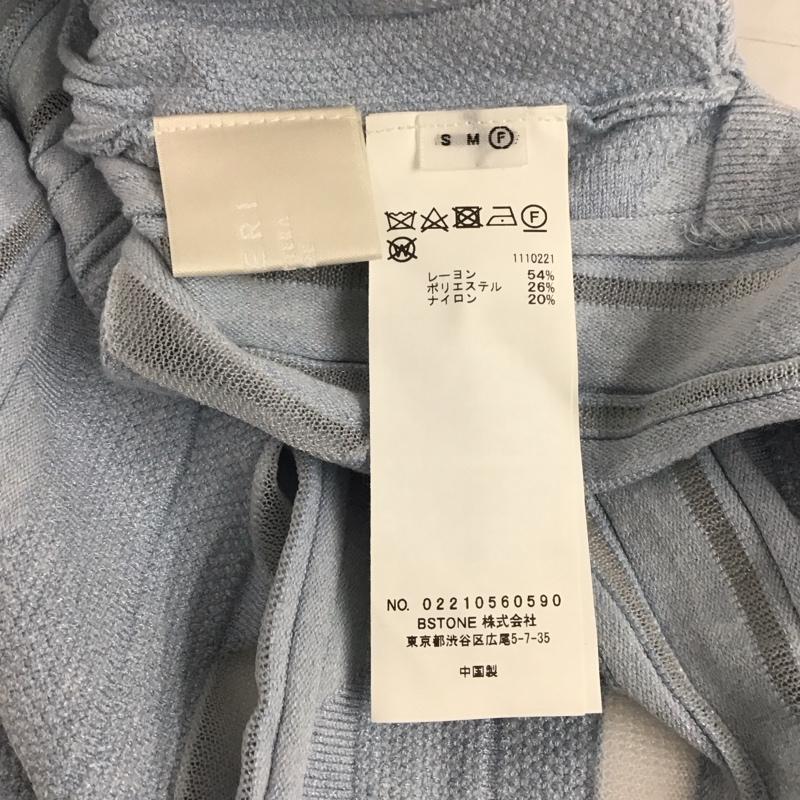 S M F
F
W
1110221
レーヨン 54%
ポリエステル 26%
ナイロン 20%
NO. 02210560590
BSTONE 株式会社
東京都渋谷区広尾5-7-35
中国製